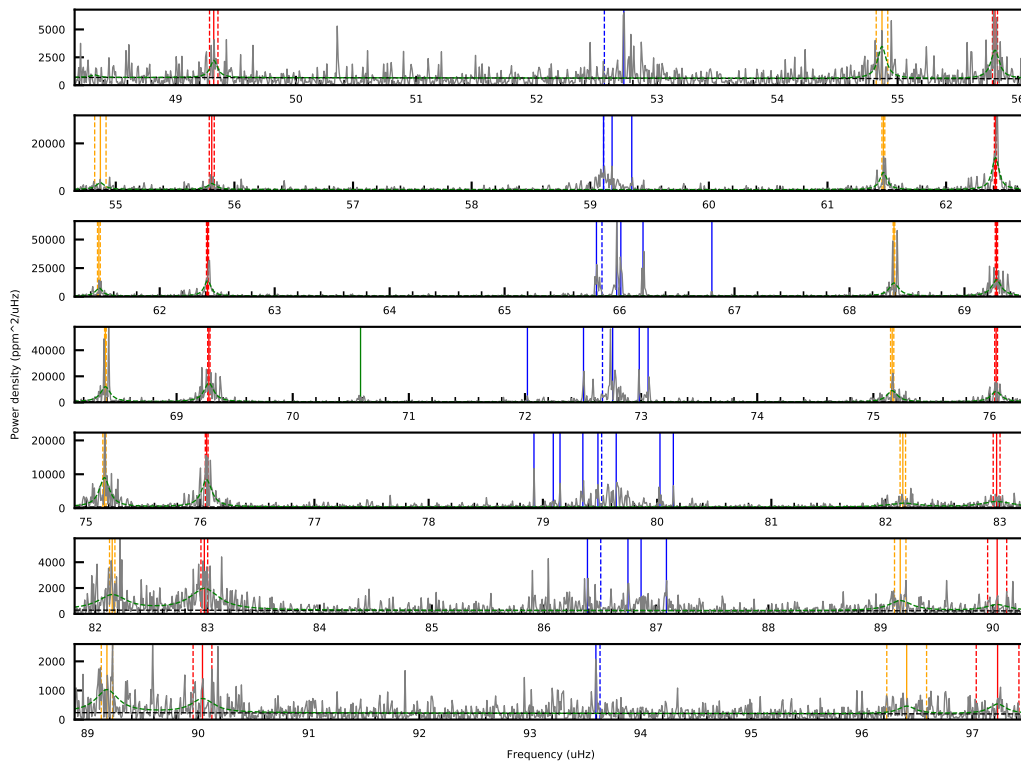 5000
2500
0
49 50 51 52 53 54 55 56
20000
0
55 56 57 58 59 60 61 62
50000
25000
0
62 63 64 65 66 67 68 69
40000
20000
0
69 70 71 72 73 74 75 76
20000
10000
0
75 76 77 78 79 80 81 82 83
4000
2000
0
82 83 84 85 86 87 88 89 90
2000
1000
0
89 90 91 92 93 94 95 96 97
Power density (ppm^2/uHz)
Frequency (uHz)